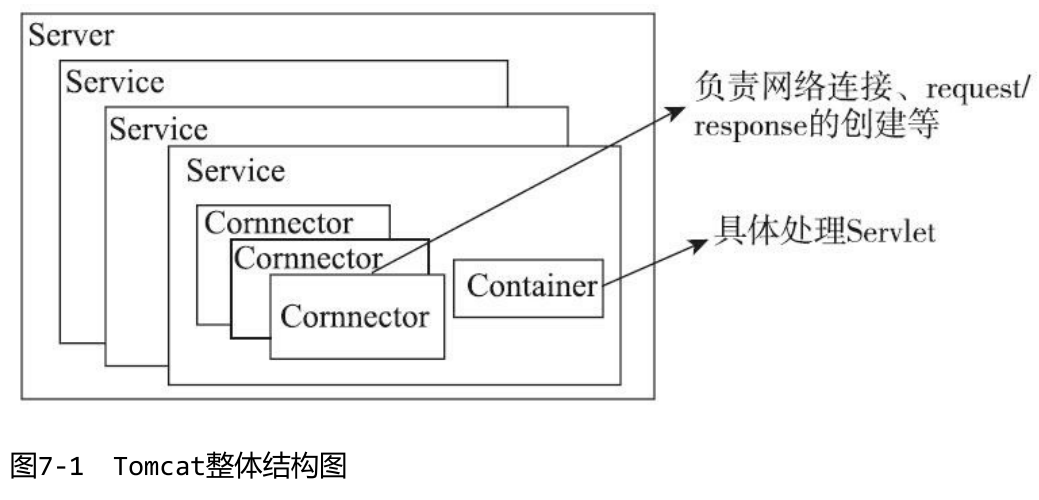 Server
Service
Service
Service
Cornnector
Cornnector
Cornnector
Container
负责网络连接、request/
response的创建等
具体处理Servlet
图7-1 Tomcat整体结构图